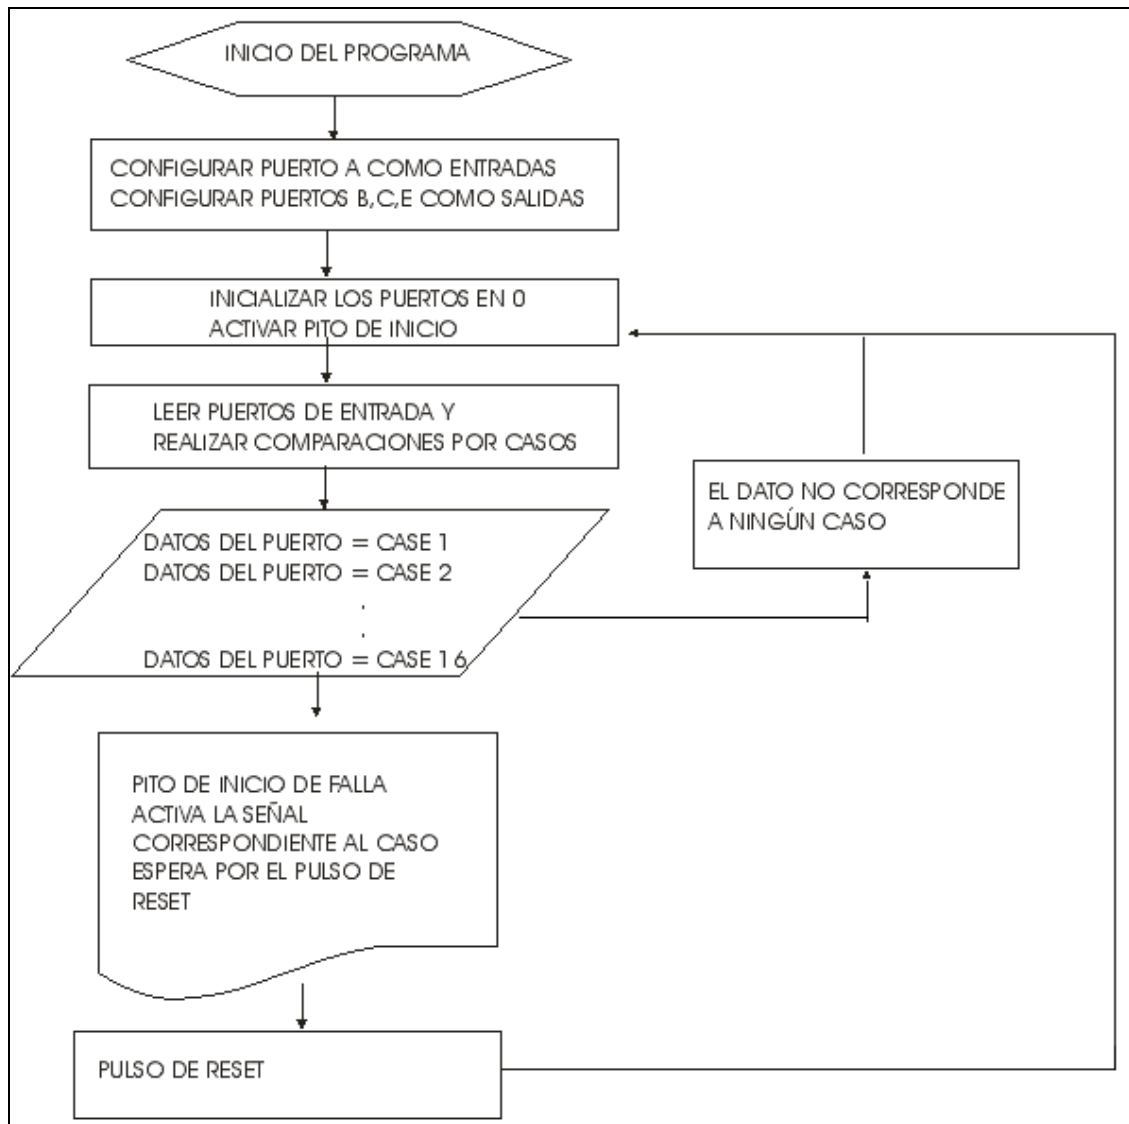 INICIO DEL PROGRAMA
CONFIGURAR PUERTO A COMO ENTRADAS
CONFIGURAR PUERTOS B,C,E COMO SALIDAS
INICIALIZAR LOS PUERTOS EN 0
ACTIVAR PITO DE INICIO
LEER PUERTOS DE ENTRADA Y
REALIZAR COMPARACIONES POR CASOS
EL DATO NO CORRESPONDE
A NINGÚN CASO
DATOS DEL PUERTO = CASE 1
DATOS DEL PUERTO = CASE 2
.
.
DATOS DEL PUERTO = CASE 16
PITO DE INICIO DE FALLA
ACTIVA LA SEÑAL
CORRESPONDIENTE AL CASO
ESPERA POR EL PULSO DE
RESET
PULSO DE RESET